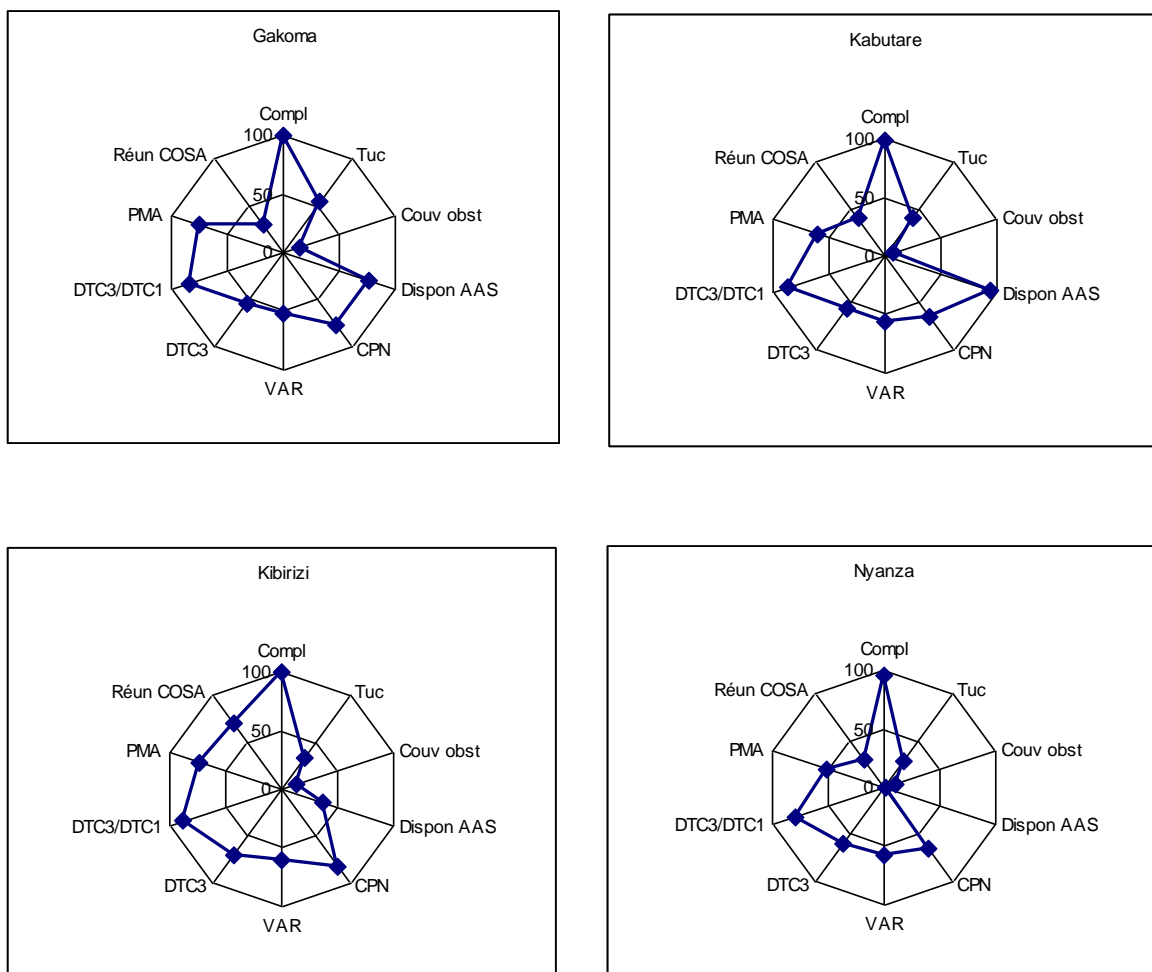 Gakoma
Compl
100
Réun COSA
Tuc
50
PMA
Couv obst
0
DTC3/DTC1
Dispon AAS
DTC3
CPN
VAR
Kabutare
Compl
100
Réun COSA
Tuc
50
PMA
Couv obst
0
DTC3/DTC1
Dispon AAS
DTC3
CPN
VAR
Kibirizi
Compl
100
Réun COSA
Tuc
50
PMA
Couv obst
0
DTC3/DTC1
Dispon AAS
DTC3
CPN
VAR
Nyanza
Compl
100
Réun COSA
Tuc
50
PMA
Couv obst
0
DTC3/DTC1
Dispon AAS
DTC3
CPN
VAR